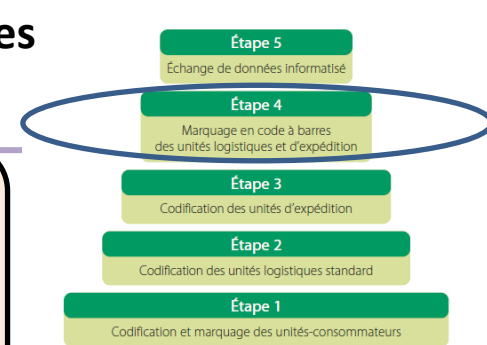 es
Étape 5
Échange de données informatisé
Étape 4
Marquage en code à barres
des unités logistiques et d'expédition
Étape 3
Codification des unités d'expédition
Étape 2
Codification des unités logistiques standard
Étape 1
Codification et marquage des unités-consommateurs